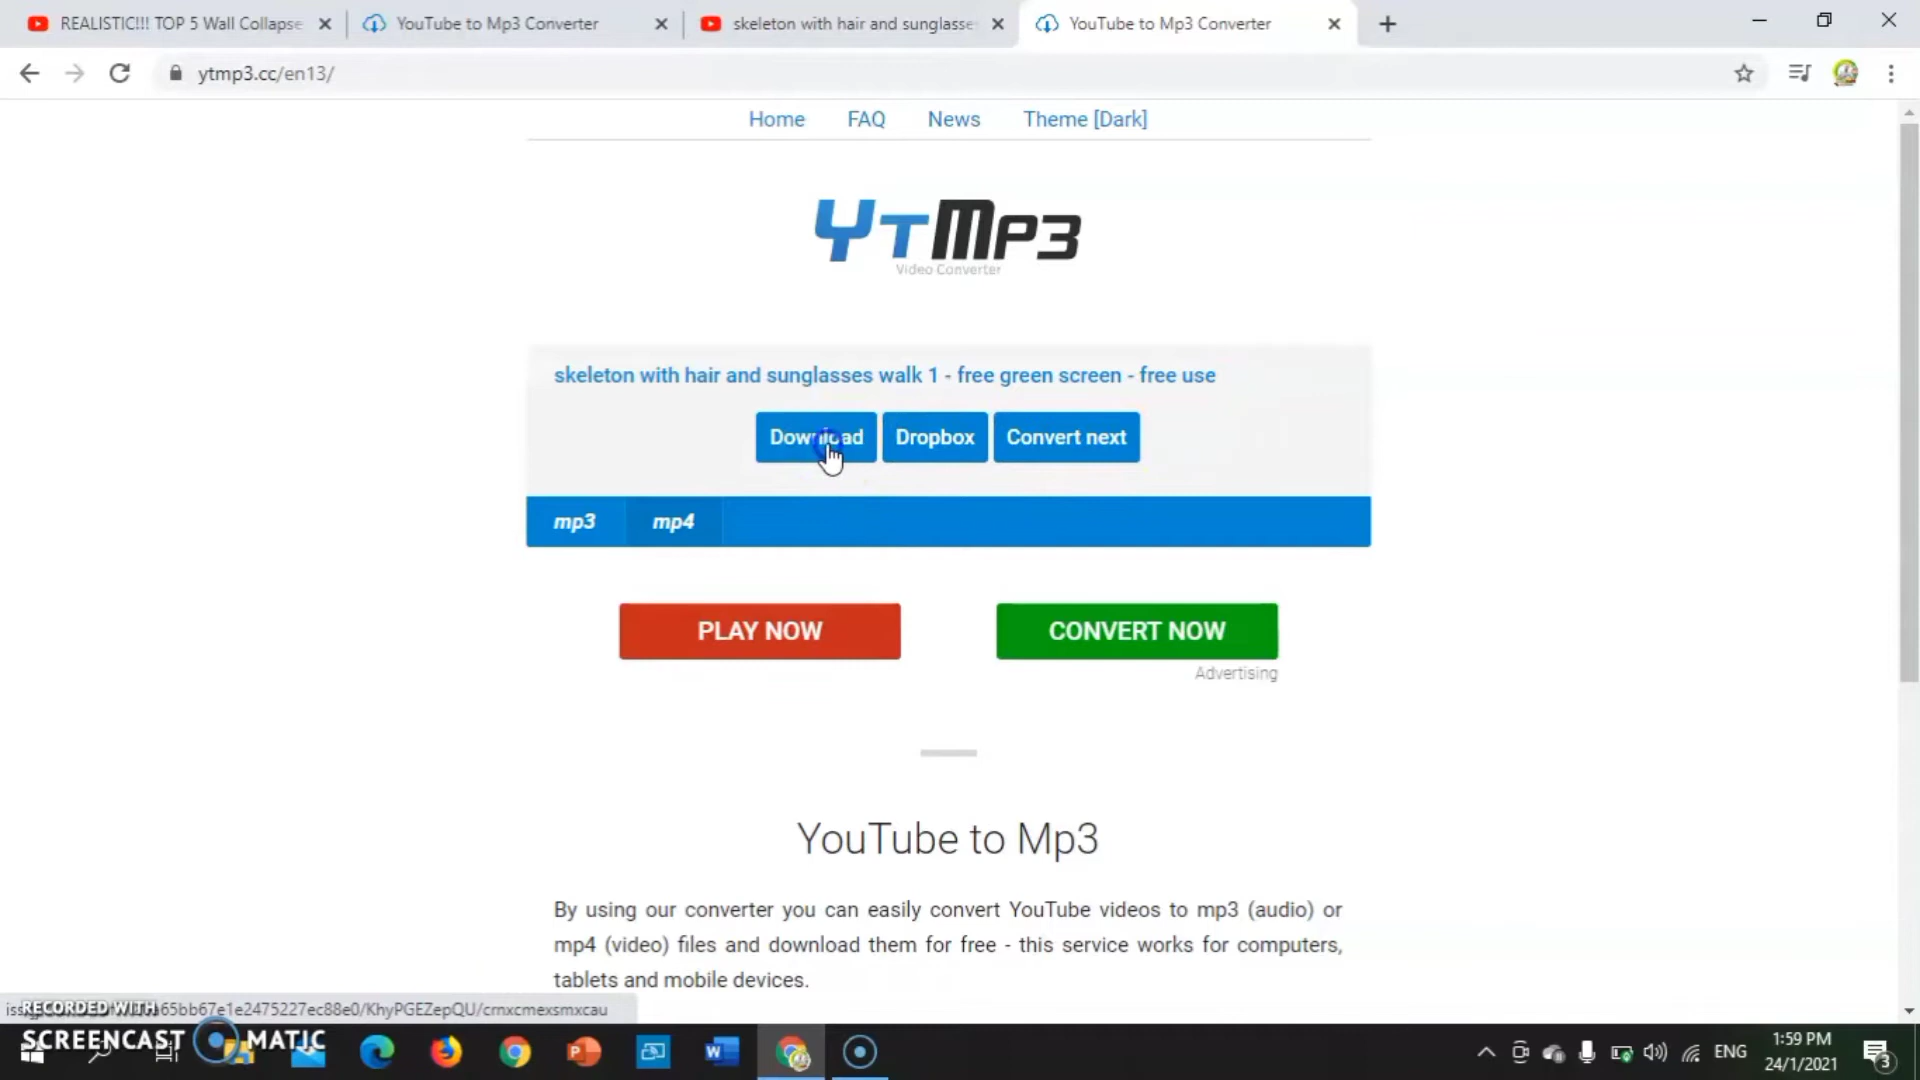 REALISTIC!!! TOP 5 Wall Collapse
YouTube to Mp3 Converter
skeleton with hair and sunglasse
YouTube to Mp3 Converter
ytmp3.cc/en13/
Home FAQ News Theme [Dark]
YTMP3
Video Converter
skeleton with hair and sunglasses walk 1 - free green screen - free use
Download Dropbox Convert next
mp3 mp4
PLAY NOW CONVERT NOW
Advertising
YouTube to Mp3
By using our converter you can easily convert YouTube videos to mp3 (audio) or
mp4 (video) files and download them for free - this service works for computers,
tablets and mobile devices.
65bb67e1e2475227ec88e0/KhyPGEZepQU/crnxcmexsmxcau
RECORDED WITH
SCREENCAST MATIC
ENG
1:59 PM
24/1/2021
3